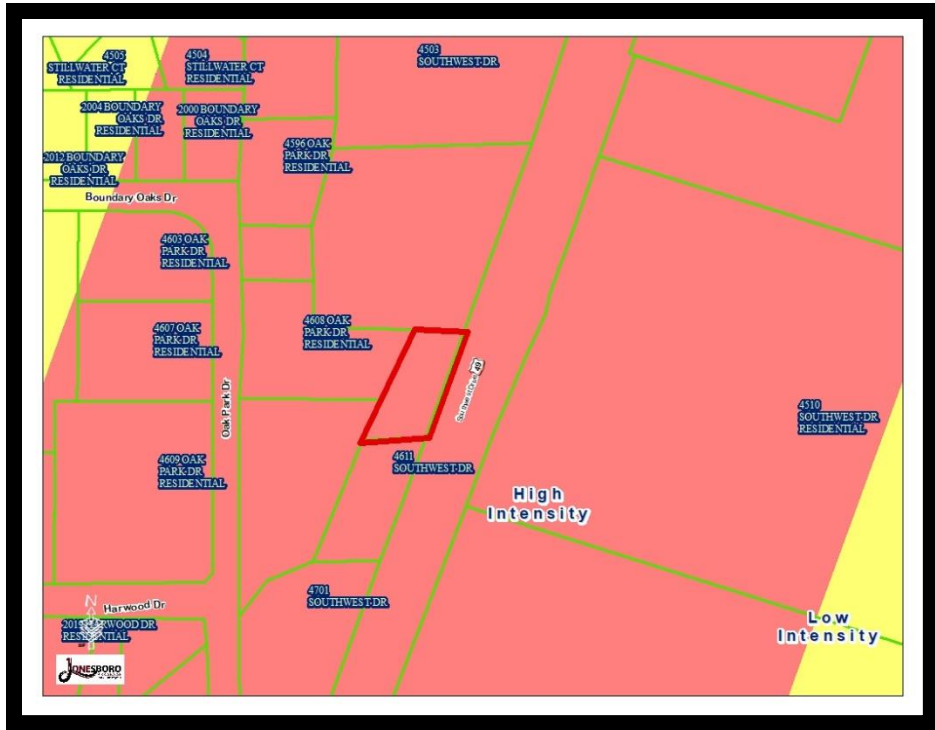 4505
STILLWATER CT
RESIDENTIAL
4504
STILLWATER CT
RESIDENTIAL
4503
SOUTHWEST DR
2004 BOUNDARY
OAKS DR
RESIDENTIAL
2000 BOUNDARY
OAKS DR
RESIDENTIAL
4596 OAK
PARK DR
RESIDENTIAL
2012 BOUNDARY
OAKS DR
RESIDENTIAL
Boundary Oaks Dr
4603 OAK
PARK DR
RESIDENTIAL
4607 OAK
PARK DR
RESIDENTIAL
4608 OAK
PARK DR
RESIDENTIAL
Southwest Drive
49
Oak Park Dr
4510
SOUTHWEST DR
RESIDENTIAL
4609 OAK
PARK DR
RESIDENTIAL
4611
SOUTHWEST DR
High
Intensity
4701
SOUTHWEST DR
N
Harwood Dr
HARWOOD DR
RESIDENTIAL
Low
Intensity
JONESBORO